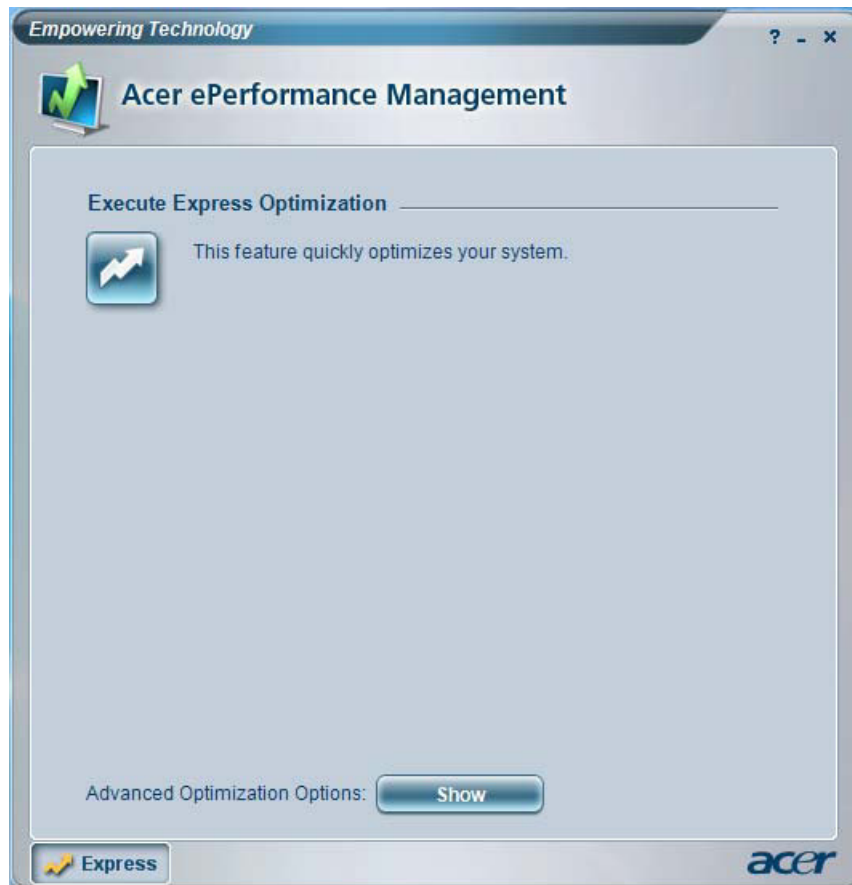 Empowering Technology
? - ×
Acer ePerformance Management
Execute Express Optimization
This feature quickly optimizes your system.
Advanced Optimization Options: Show
Express
acer